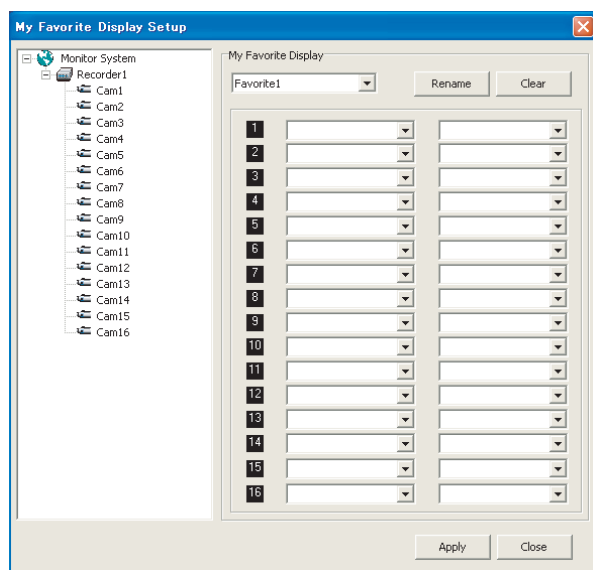 My Favorite Display Setup
Monitor System
Recorder1
Cam1
Cam2
Cam3
Cam4
Cam5
Cam6
Cam7
Cam8
Cam9
Cam10
Cam11
Cam12
Cam13
Cam14
Cam15
Cam16
My Favorite Display
Favorite1
Rename
Clear
1
2
3
4
5
6
7
8
9
10
11
12
13
14
15
16
Apply
Close